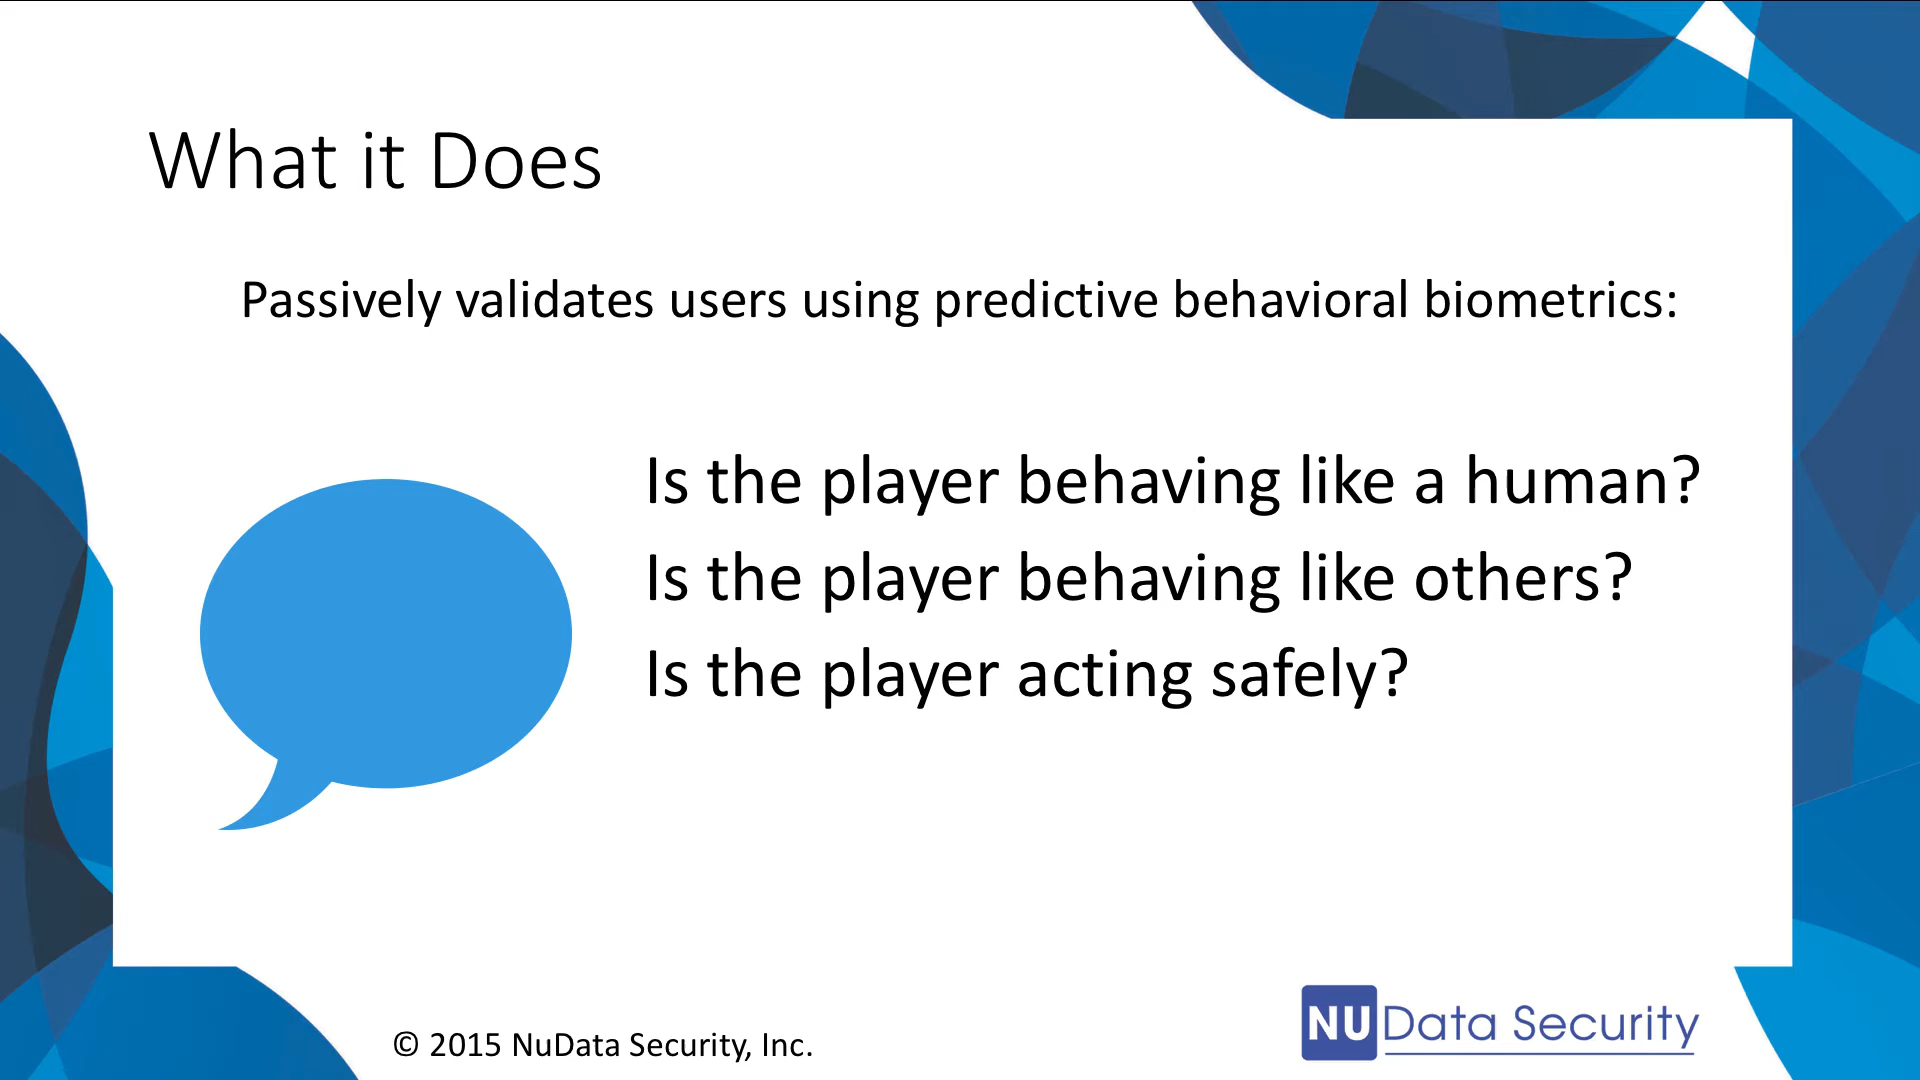 What it Does
Passively validates users using predictive behavioral biometrics:
Is the player behaving like a human?
Is the player behaving like others?
Is the player acting safely?
© 2015 NuData Security, Inc.
NU Data Security